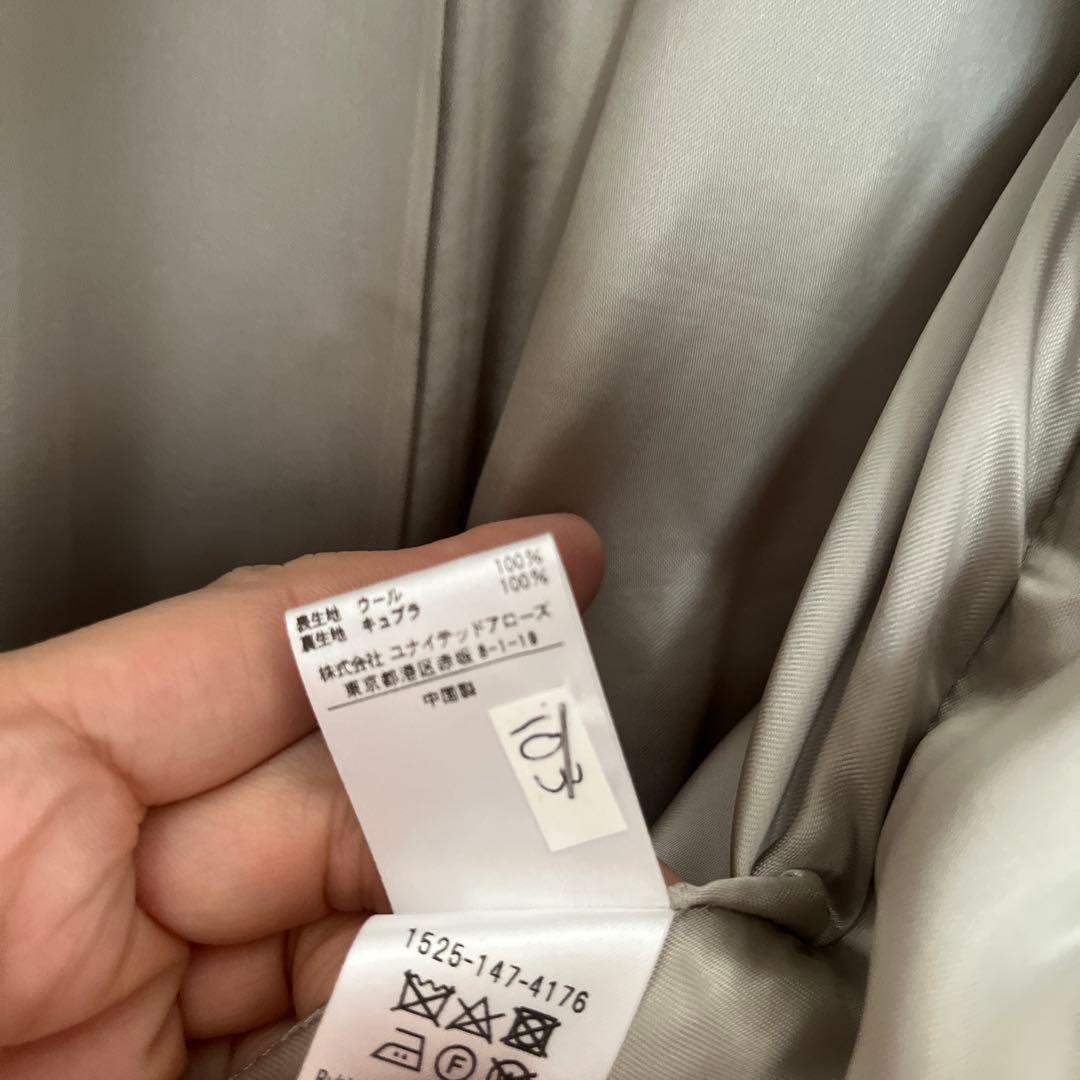 表生地 ウール 100%
裏生地 キュプラ 100%
株式会社 ユナイテッドアローズ
東京都港区赤坂 8-1-19
中国製
103
1525-147-4176
F